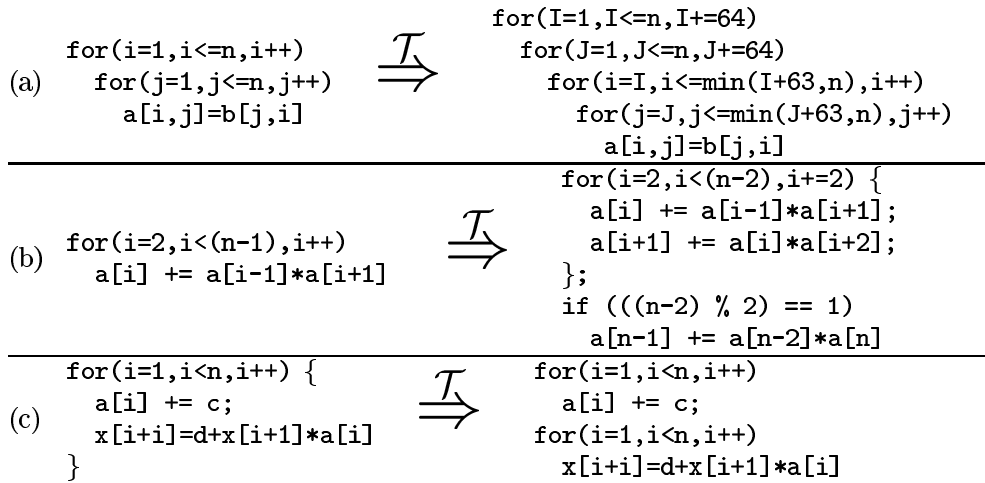 (a)
for(i=1,i<=n,i++)
for(j=1,j<=n,j++)
a[i,j]=b[j,i]
T
⇒
for(I=1,I<=n,I+=64)
for(J=1,J<=n,J+=64)
for(i=I,i<=min(I+63,n),i++)
for(j=J,j<=min(J+63,n),j++)
a[i,j]=b[j,i]
(b)
for(i=2,i<(n-1),i++)
a[i] += a[i-1]*a[i+1]
T
⇒
for(i=2,i<(n-2),i+=2) {
a[i] += a[i-1]*a[i+1];
a[i+1] += a[i]*a[i+2];
};
if (((n-2) % 2) == 1)
a[n-1] += a[n-2]*a[n]
(c)
for(i=1,i<n,i++) {
a[i] += c;
x[i+i]=d+x[i+1]*a[i]
}
T
⇒
for(i=1,i<n,i++)
a[i] += c;
for(i=1,i<n,i++)
x[i+i]=d+x[i+1]*a[i]